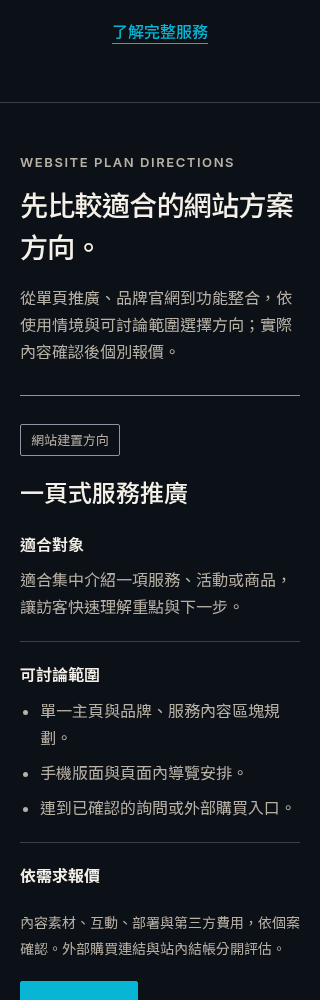 了解完整服務
WEBSITE PLAN DIRECTIONS
先比較適合的網站方案
方向。
從單頁推廣、品牌官網到功能整合，依
使用情境與可討論範圍選擇方向；實際
內容確認後個別報價。
網站建置方向
一頁式服務推廣
適合對象
適合集中介紹一項服務、活動或商品，
讓訪客快速理解重點與下一步。
可討論範圍
單一主頁與品牌、服務內容區塊規
劃。
手機版面與頁面內導覽安排。
連到已確認的詢問或外部購買入口。
依需求報價
內容素材、互動、部署與第三方費用，依個案
確認。外部購買連結與站內結帳分開評估。